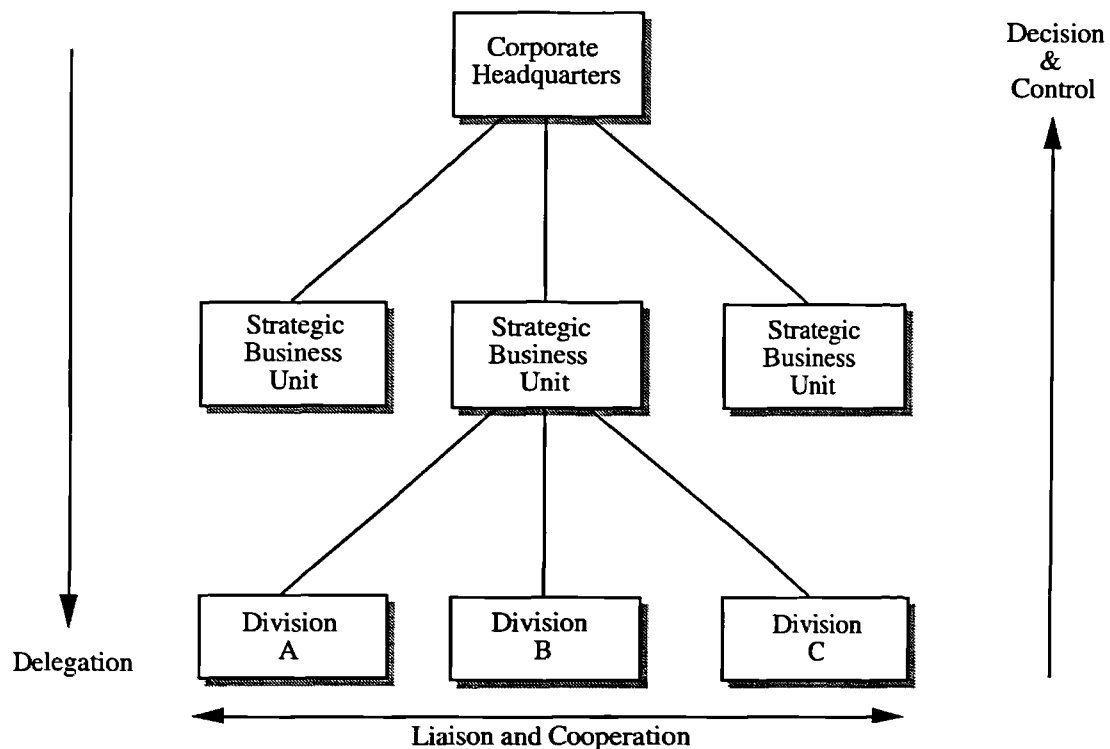 Corporate
Headquarters
Decision
&
Control
Strategic
Business
Unit
Strategic
Business
Unit
Strategic
Business
Unit
Division
A
Division
B
Division
C
Delegation
Liaison and Cooperation